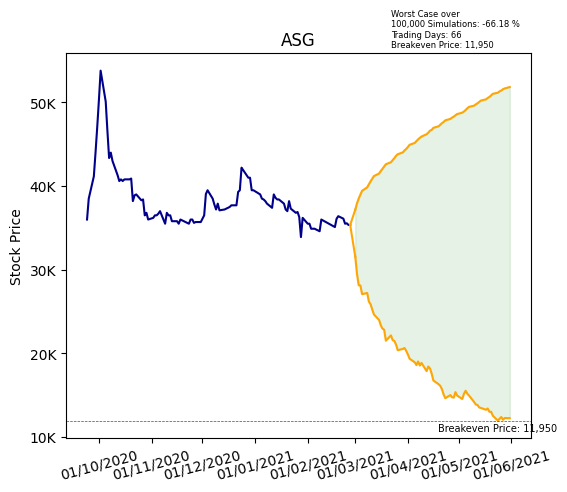 Worst Case over
100,000 Simulations: -66.18 %
Trading Days: 66
Breakeven Price: 11,950
ASG
Stock Price
50K
40K
30K
20K
10K
Breakeven Price: 11,950
01/10/2020
01/11/2020
01/12/2020
01/01/2021
01/02/2021
01/03/2021
01/04/2021
01/05/2021
01/06/2021